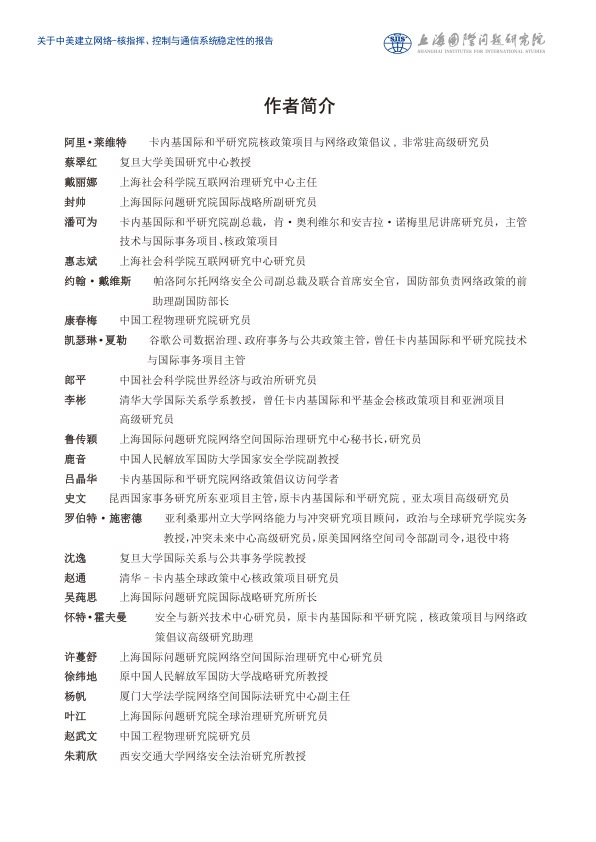 关于中美建立网络-核指挥、控制与通信系统稳定性的报告
siis
上海国际问题研究院
SHANGHAI INSTITUTES FOR INTERNATIONAL STUDIES
作者简介
阿里·莱维特 卡内基国际和平研究院核政策项目与网络政策倡议，非常驻高级研究员
蔡翠红 复旦大学美国研究中心教授
戴丽娜 上海社会科学院互联网治理研究中心主任
封帅 上海国际问题研究院国际战略所副研究员
潘可为 卡内基国际和平研究院副总裁，肯·奥利维尔和安吉拉·诺梅里尼讲席研究员，主管
技术与国际事务项目、核政策项目
惠志斌 上海社会科学院互联网研究中心研究员
约翰·戴维斯 帕洛阿尔托网络安全公司副总裁及联合首席安全官，国防部负责网络政策的前
助理副国防部长
康春梅 中国工程物理研究院研究员
凯瑟琳·夏勒 谷歌公司数据治理、政府事务与公共政策主管，曾任卡内基国际和平研究院技术
与国际事务项目主管
郎平 中国社会科学院世界经济与政治所研究员
李彬 清华大学国际关系学系教授，曾任卡内基国际和平基金会核政策项目和亚洲项目
高级研究员
鲁传颖 上海国际问题研究院网络空间国际治理研究中心秘书长，研究员
鹿音 中国人民解放军国防大学国家安全学院副教授
吕晶华 卡内基国际和平研究院网络政策倡议访问学者
史文 昆西国家事务研究所东亚项目主管，原卡内基国际和平研究院，亚太项目高级研究员
罗伯特·施密德 亚利桑那州立大学网络能力与冲突研究项目顾问，政治与全球研究学院实务
教授，冲突未来中心高级研究员，原美国网络空间司令部副司令，退役中将
沈逸 复旦大学国际关系与公共事务学院教授
赵通 清华–卡内基全球政策中心核政策项目研究员
吴莼思 上海国际问题研究院国际战略研究所所长
怀特·霍夫曼 安全与新兴技术中心研究员，原卡内基国际和平研究院，核政策项目与网络政
策倡议高级研究助理
许蔓舒 上海国际问题研究院网络空间国际治理研究中心研究员
徐纬地 原中国人民解放军国防大学战略研究所教授
杨帆 厦门大学法学院网络空间国际法研究中心副主任
叶江 上海国际问题研究院全球治理研究所研究员
赵武文 中国工程物理研究院研究员
朱莉欣 西安交通大学网络安全法治研究所教授